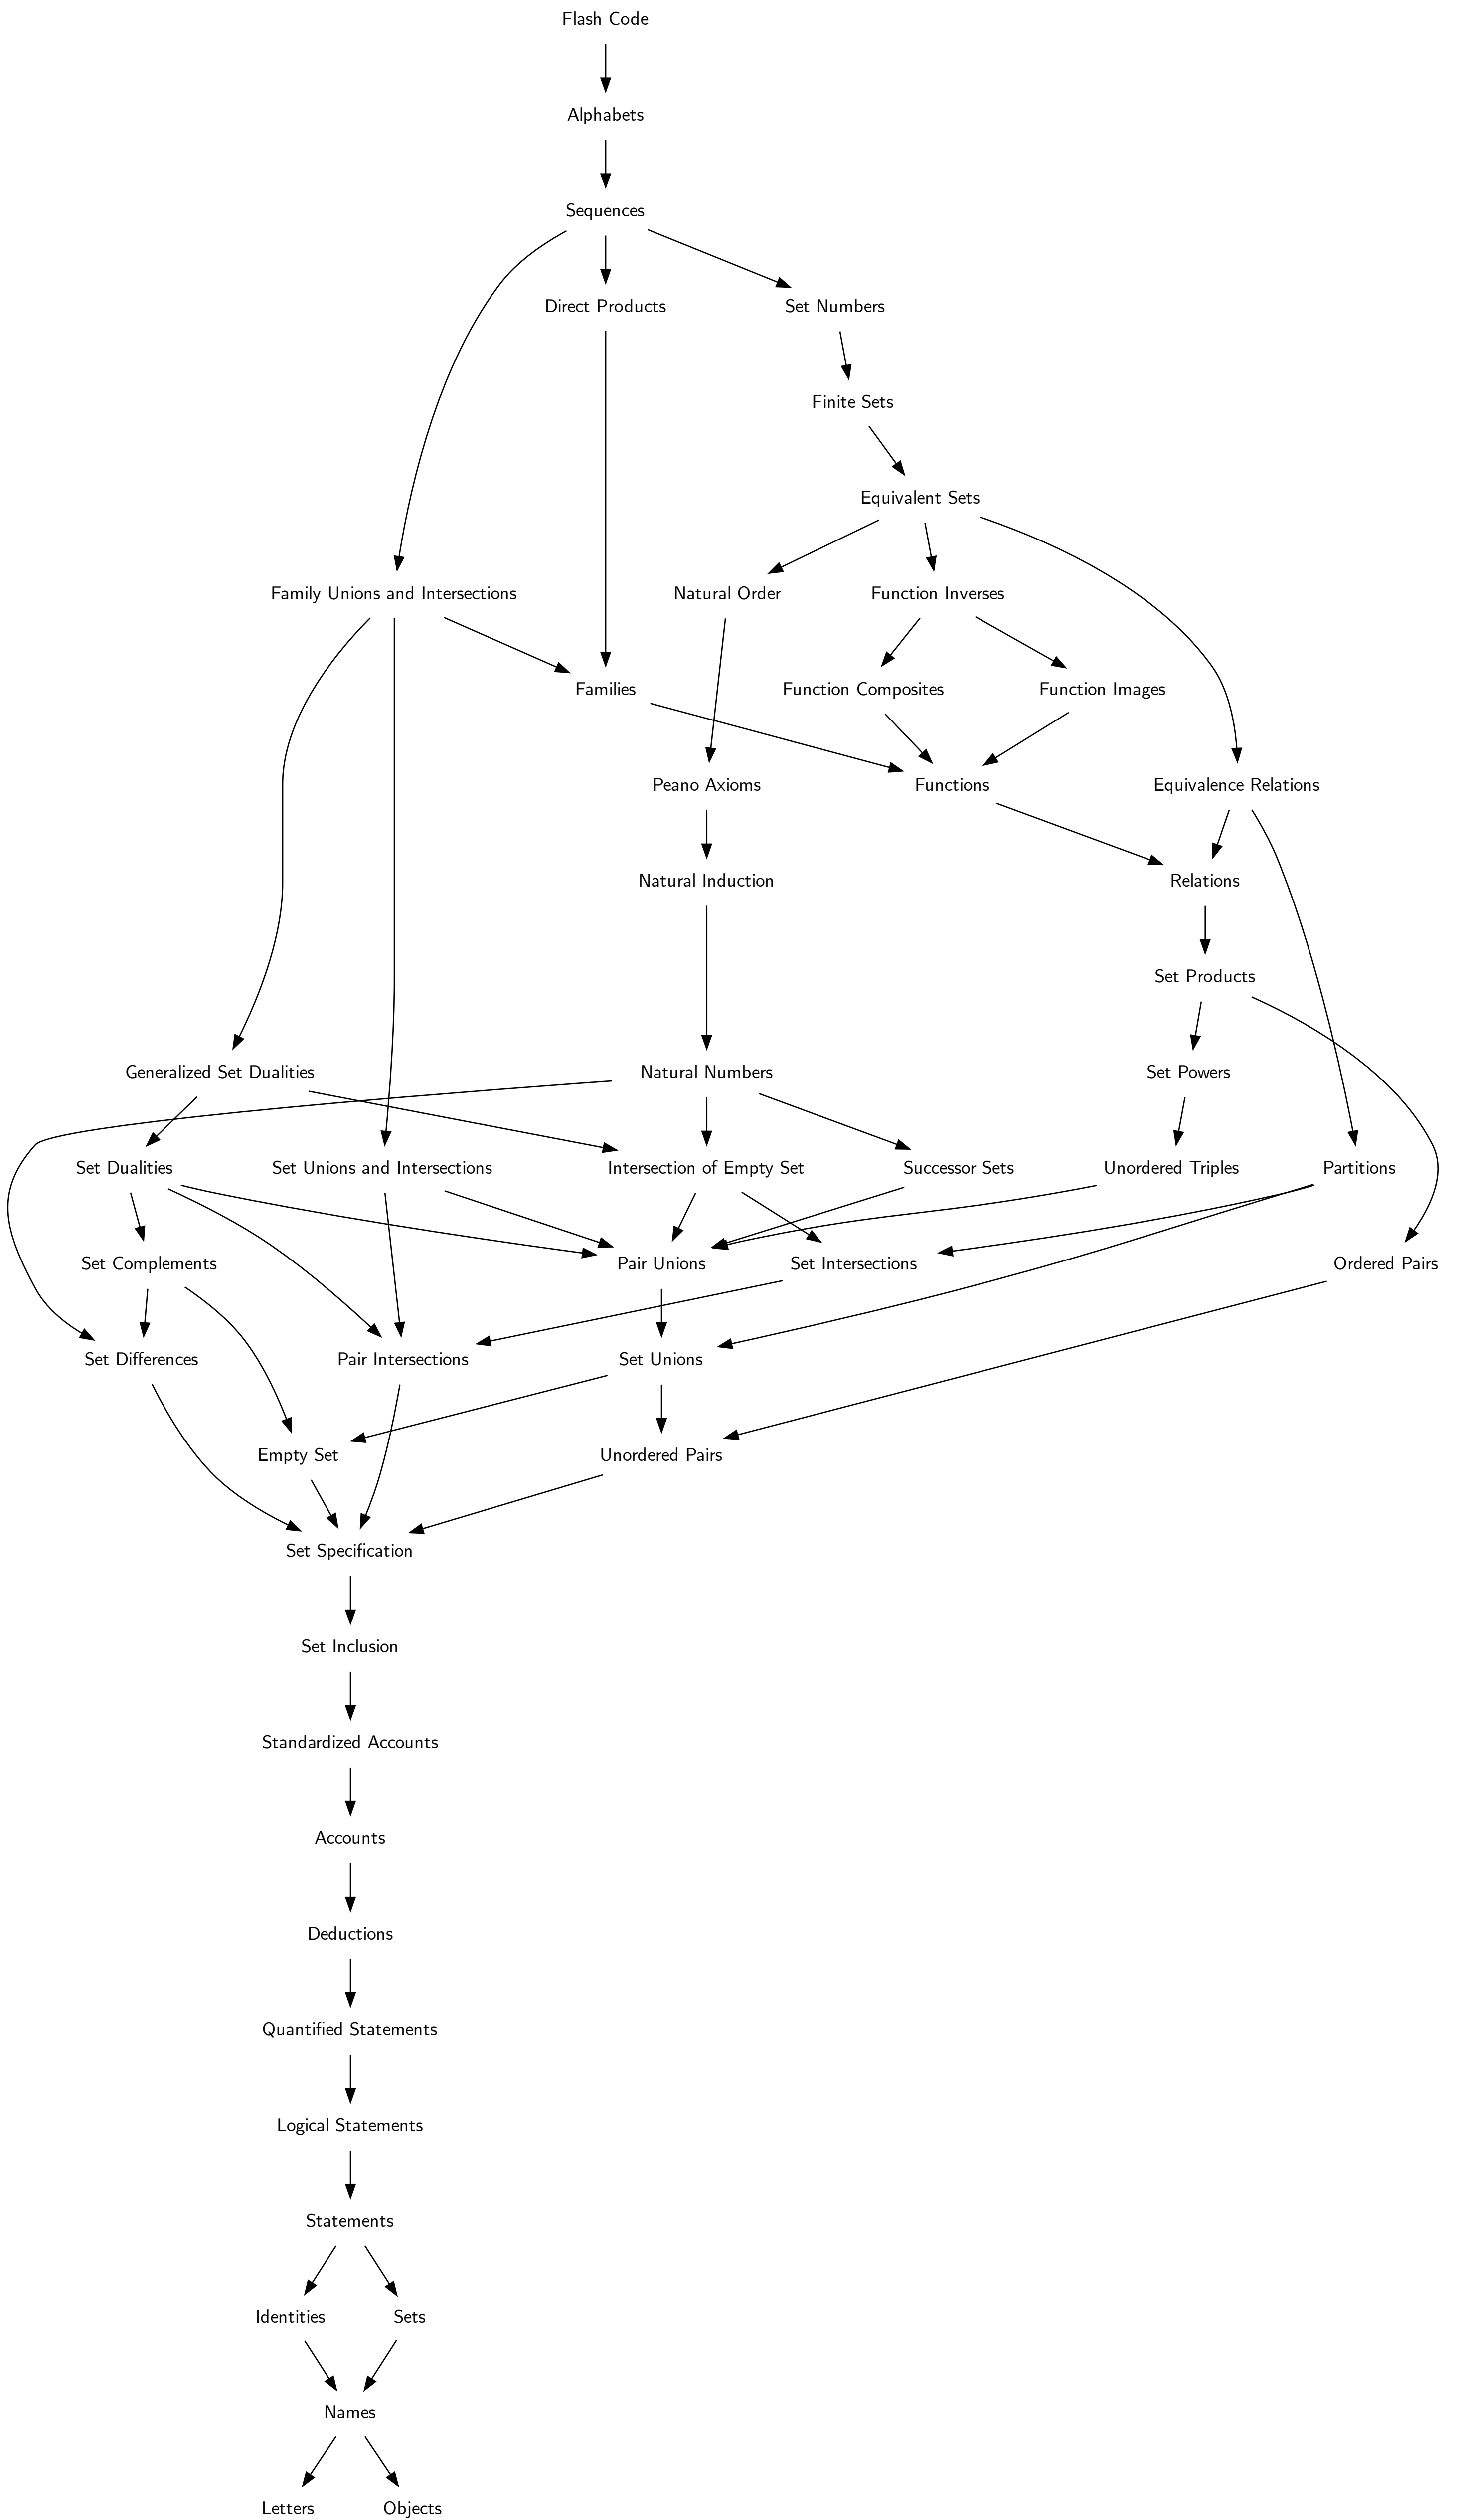 Flash Code
Alphabets
Sequences
Direct Products
Set Numbers
Finite Sets
Equivalent Sets
Family Unions and Intersections
Natural Order
Function Inverses
Families
Function Composites
Function Images
Peano Axioms
Functions
Equivalence Relations
Natural Induction
Relations
Set Products
Generalized Set Dualities
Natural Numbers
Set Powers
Set Dualities
Set Unions and Intersections
Intersection of Empty Set
Successor Sets
Unordered Triples
Partitions
Set Complements
Pair Unions
Set Intersections
Ordered Pairs
Set Differences
Pair Intersections
Set Unions
Empty Set
Unordered Pairs
Set Specification
Set Inclusion
Standardized Accounts
Accounts
Deductions
Quantified Statements
Logical Statements
Statements
Identities
Sets
Names
Letters
Objects